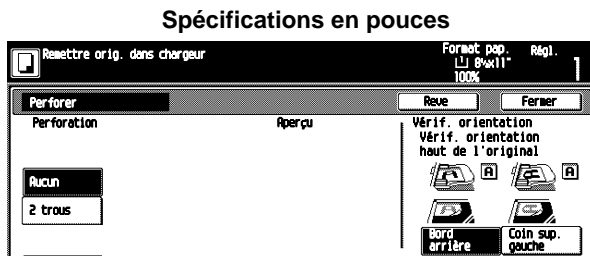 Spécifications en pouces
Remettre orig. dans chargeur
Format pap.
Régl.
8½x11"
100%
1
Perforer
Reve
Fermer
Perforation
Aperçu
Vérif. orientation
Vérif. orientation
haut de l'original
Aucun
2 trous
A
A
Bord
arrière
Coin sup.
gauche